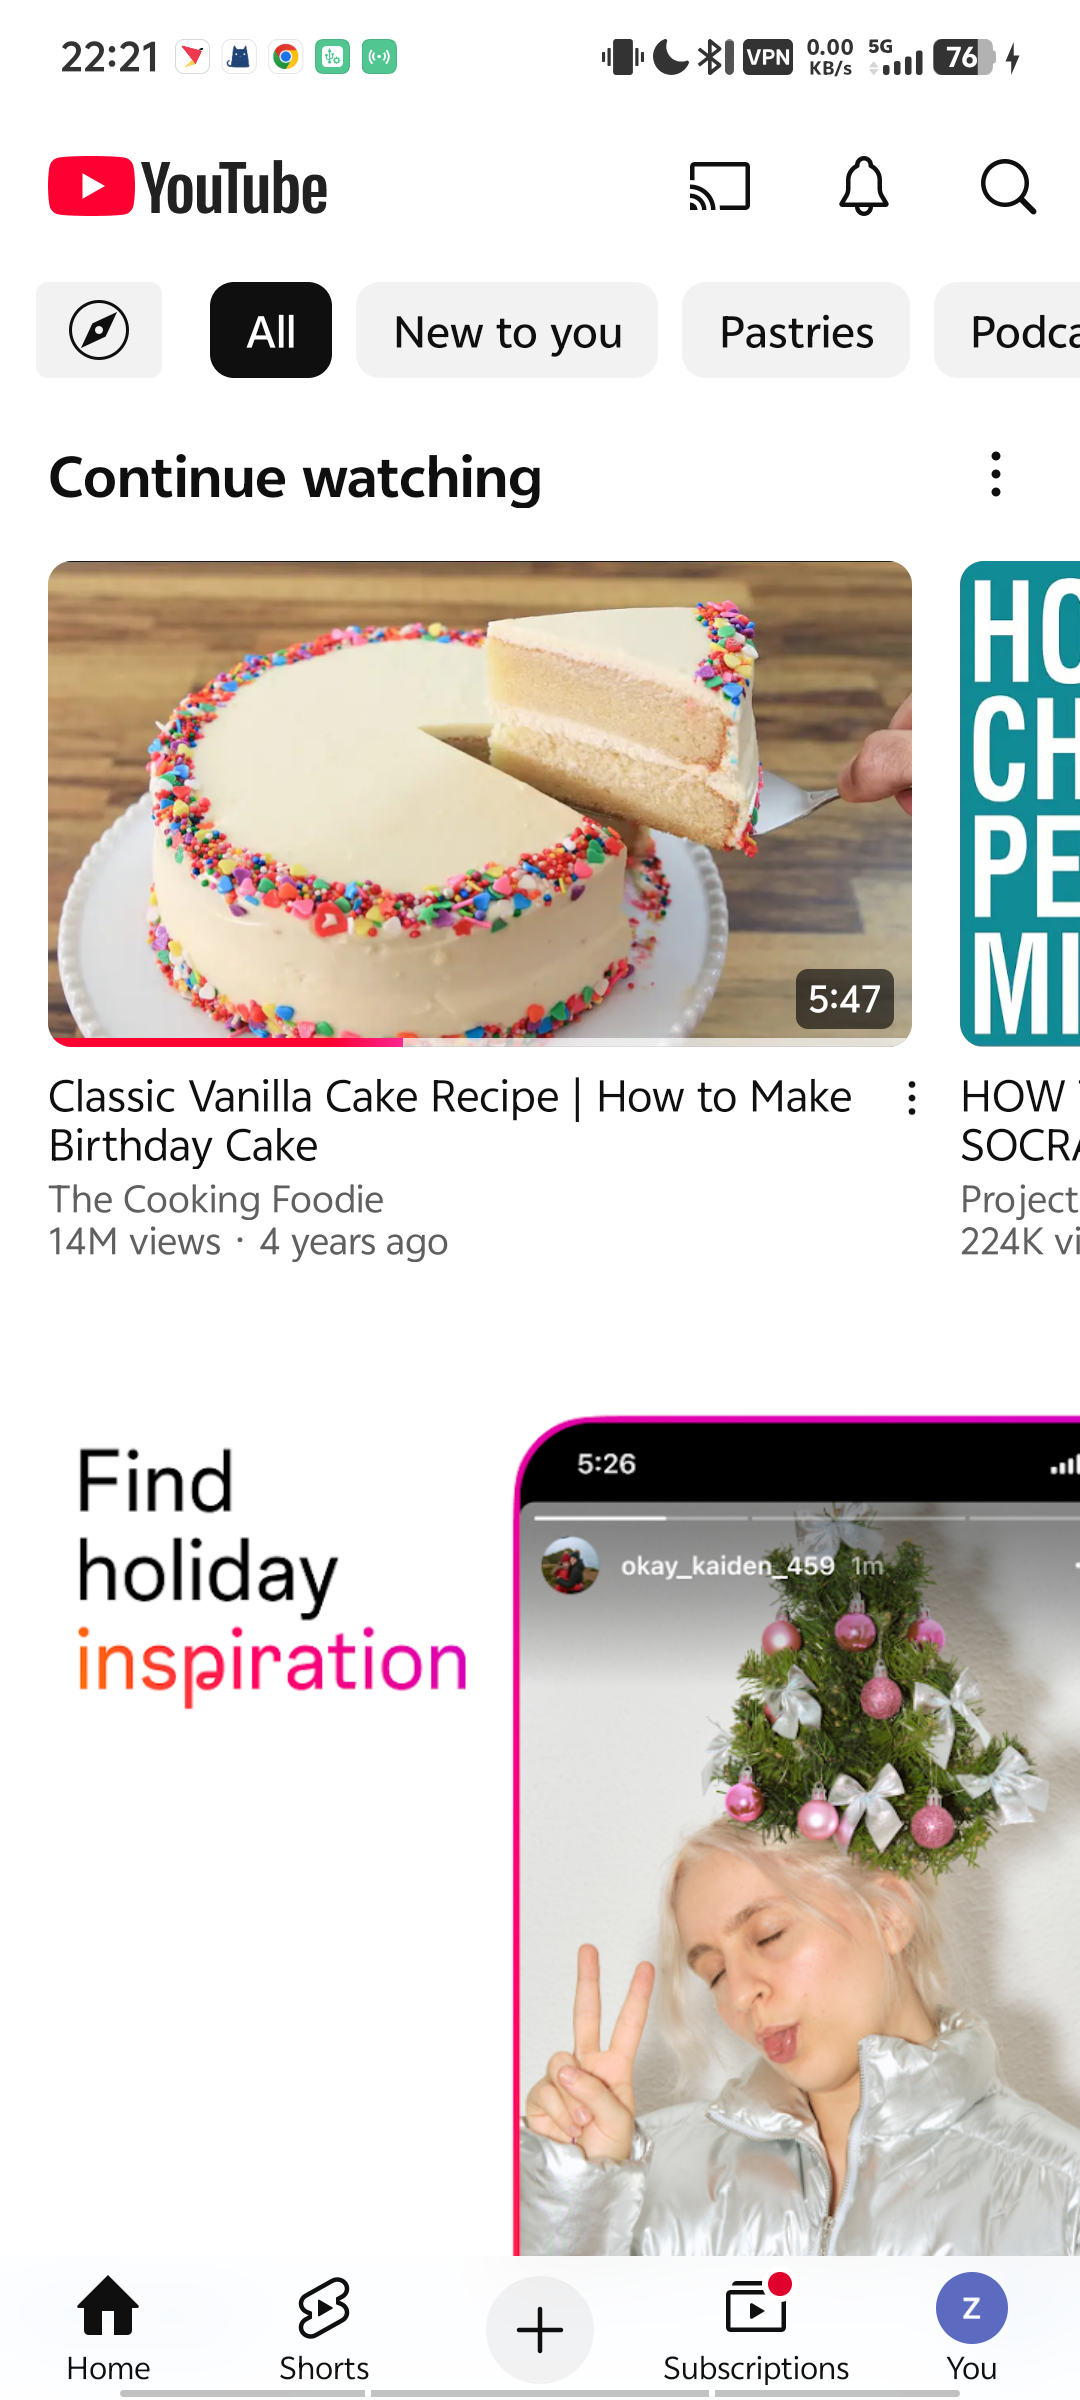 22:21
VPN
0.00
KB/s
5G
76
YouTube
All
New to you
Pastries
Podca
Continue watching
5:47
HO
CH
PE
MI
Classic Vanilla Cake Recipe | How to Make
Birthday Cake
The Cooking Foodie
14M views · 4 years ago
HOW
SOCRA
Project
224K vi
Find
holiday
inspiration
5:26
okay_kaiden_459 1m
Home
Shorts
Subscriptions
Z
You